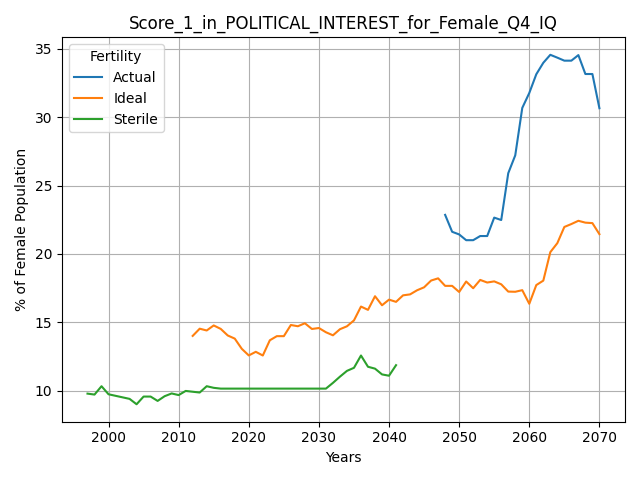 Score_1_in_POLITICAL_INTEREST_for_Female_Q4_IQ
Fertility
Actual
Ideal
Sterile
% of Female Population
35
30
25
20
15
10
2000 2010 2020 2030 2040 2050 2060 2070
Years